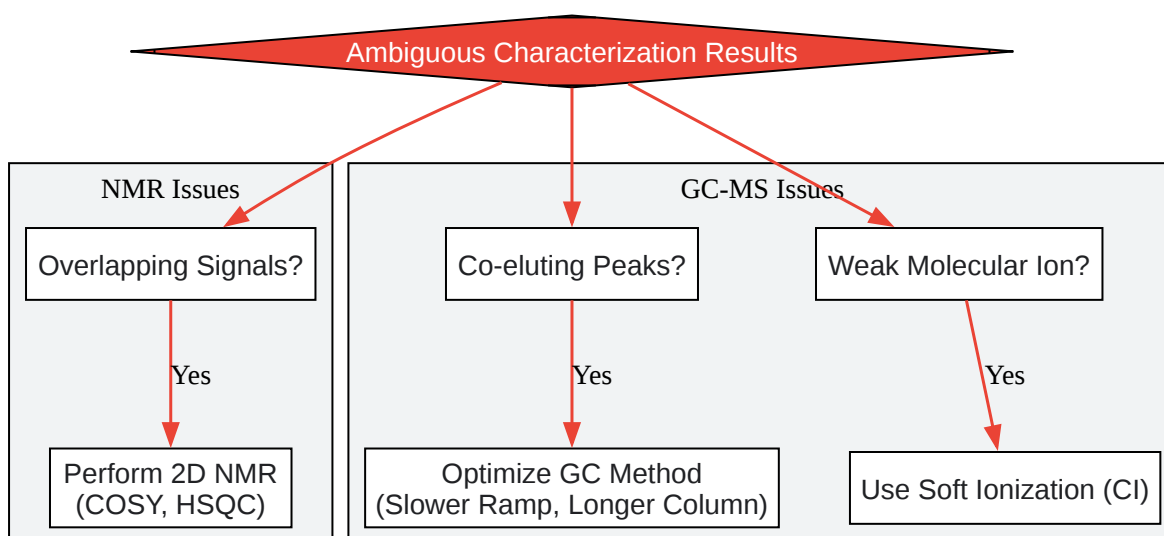 Ambiguous Characterization Results
NMR Issues
GC-MS Issues
Overlapping Signals?
Co-eluting Peaks?
Weak Molecular Ion?
Yes
Yes
Yes
Perform 2D NMR
(COSY, HSQC)
Optimize GC Method
(Slower Ramp, Longer Column)
Use Soft Ionization (CI)